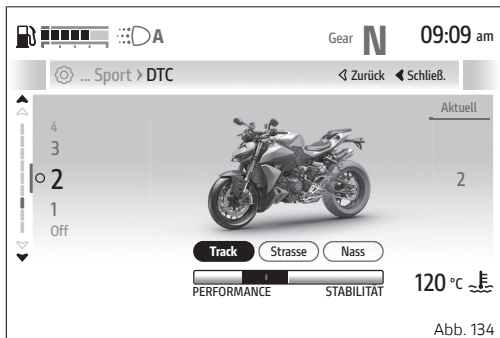 A Gear N 09:09 am
... Sport › DTC ◁ Zurück ◀ Schließ.
Aktuell
4
3
2 2
1
Off
Track Strasse Nass
PERFORMANCE STABILITÄT
120 °C
Abb. 134